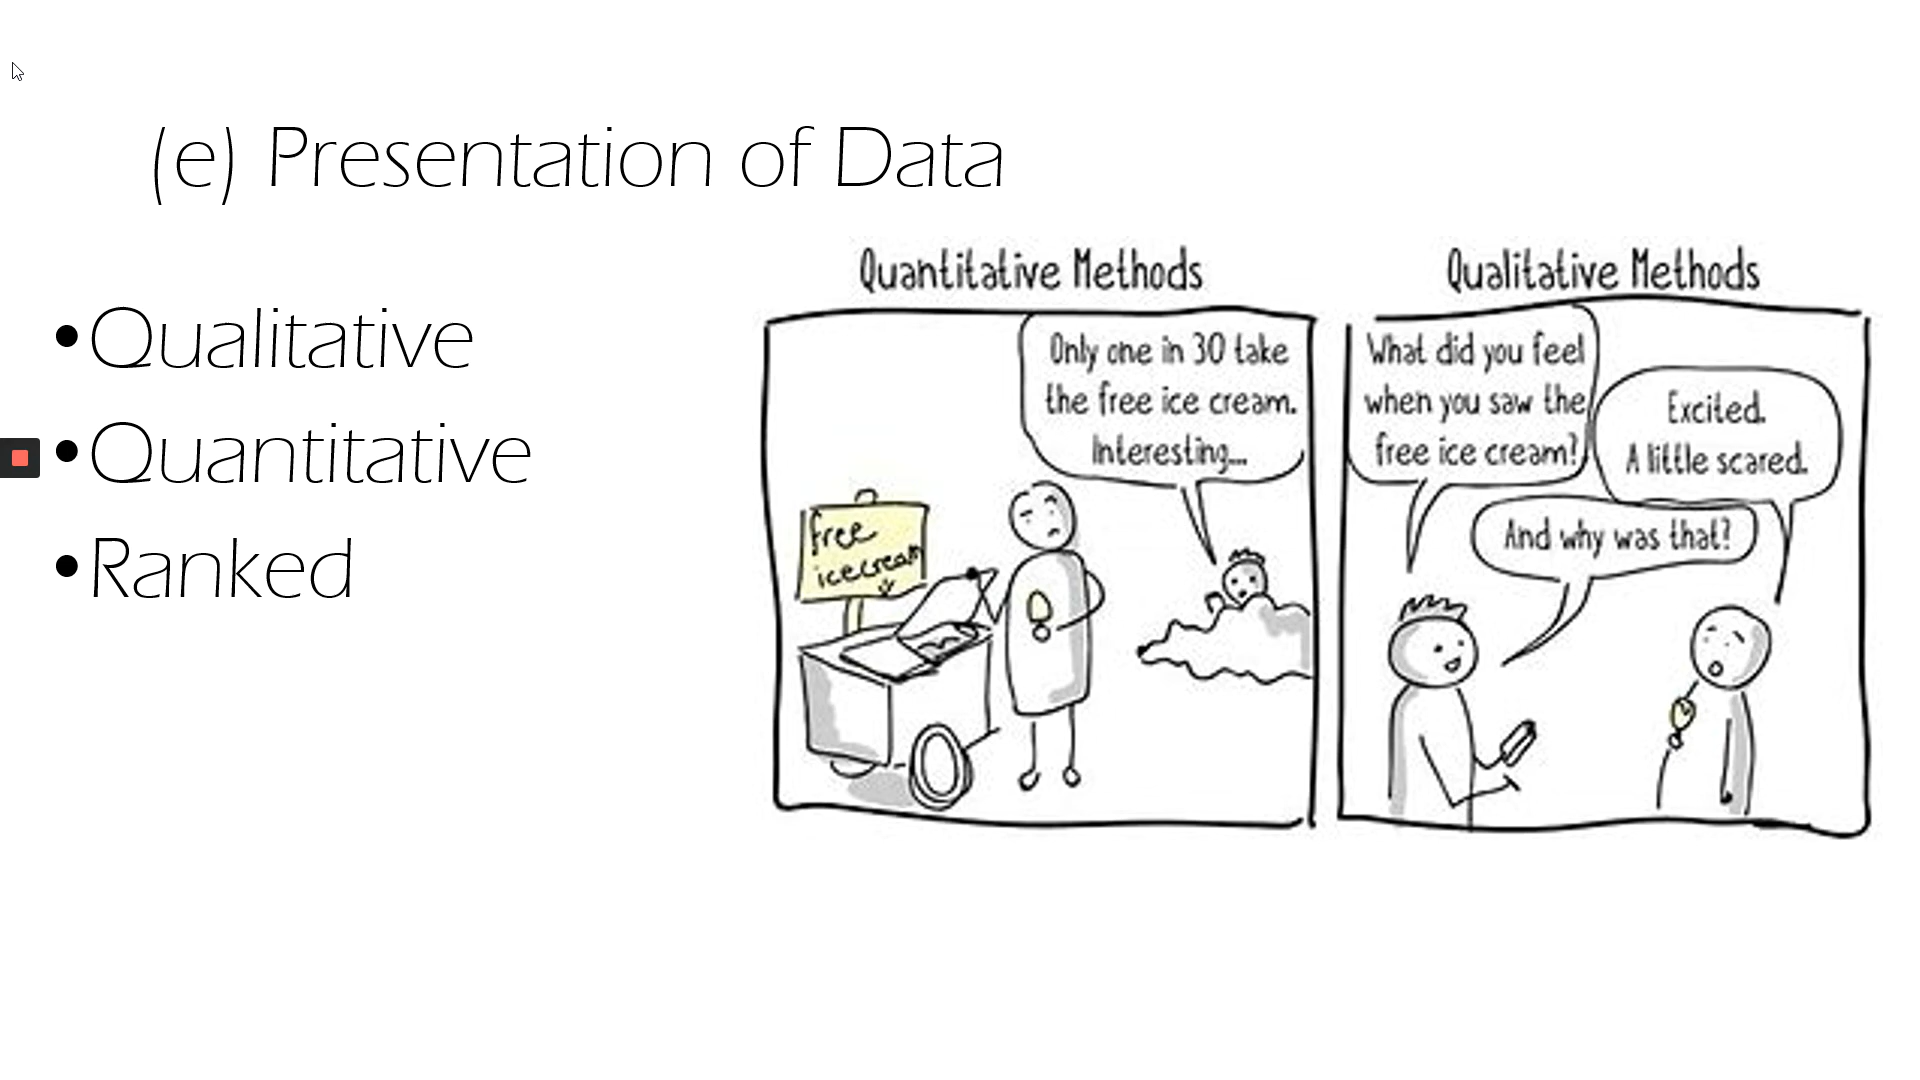 (e) Presentation of Data
•Qualitative
•Quantitative
•Ranked
Quantitative Methods
Only one in 30 take
the free ice cream.
Interesting...
free
icecream
Qualitative Methods
What did you feel
when you saw the
free ice cream?
Excited.
A little scared.
And why was that?